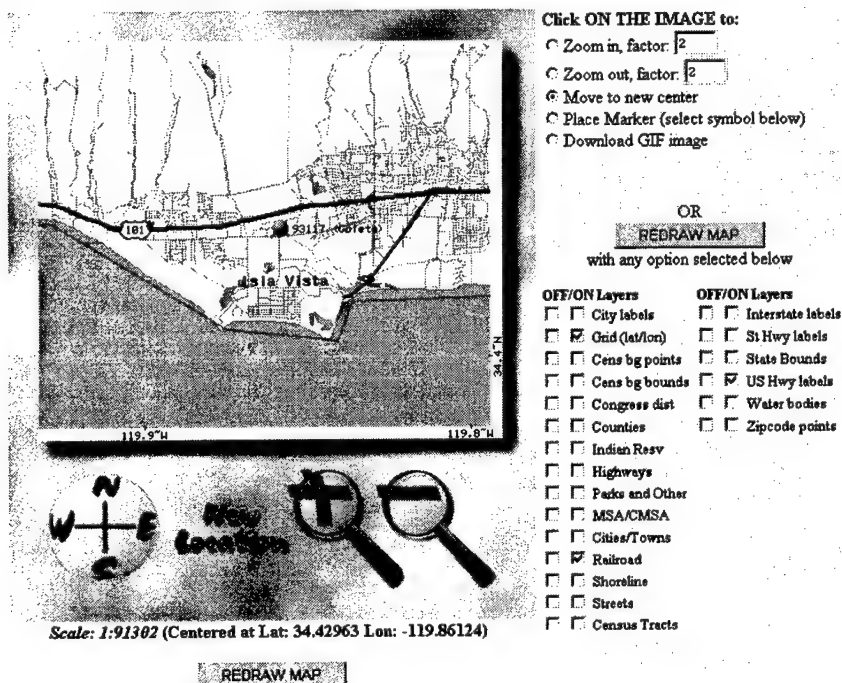 Click ON THE IMAGE to:
Zoom in, factor: 2
Zoom out, factor: 2
Move to new center
Place Marker (select symbol below)
Download GIF image
OR
REDRAW MAP
with any option selected below
101
93117 (Goleta)
Isla Vista
34.4°N
119.9°W
119.8°W
OFF/ON Layers
City labels
Grid (lat/lon)
Cens bg points
Cens bg bounds
Congress dist
Counties
Indian Resv
Highways
Parks and Other
MSA/CMSA
Cities/Towns
Railroad
Shoreline
Streets
Census Tracts
OFF/ON Layers
Interstate labels
St Hwy labels
State Bounds
US Hwy labels
Water bodies
Zipcode points
N
W E
S
New
Location
Scale: 1:91302 (Centered at Lat: 34.42963 Lon: -119.86124)
REDRAW MAP